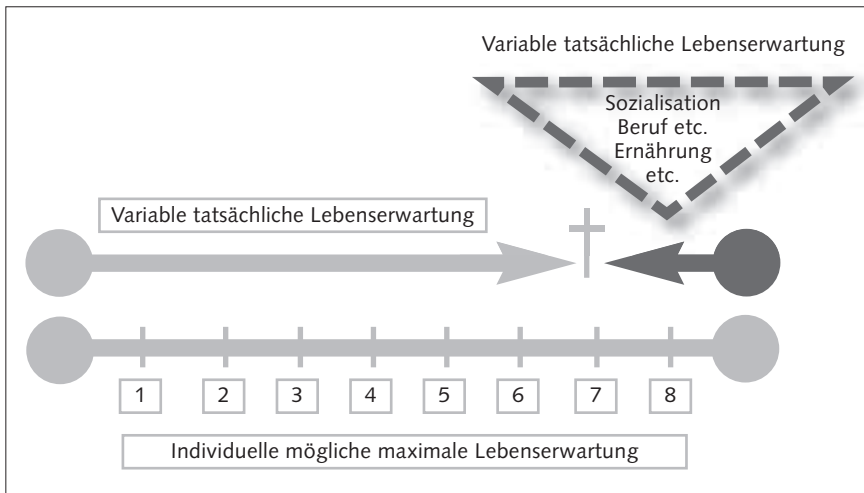 Variable tatsächliche Lebenserwartung
Sozialisation
Beruf etc.
Ernährung
etc.
Variable tatsächliche Lebenserwartung
1 2 3 4 5 6 7 8
Individuelle mögliche maximale Lebenserwartung